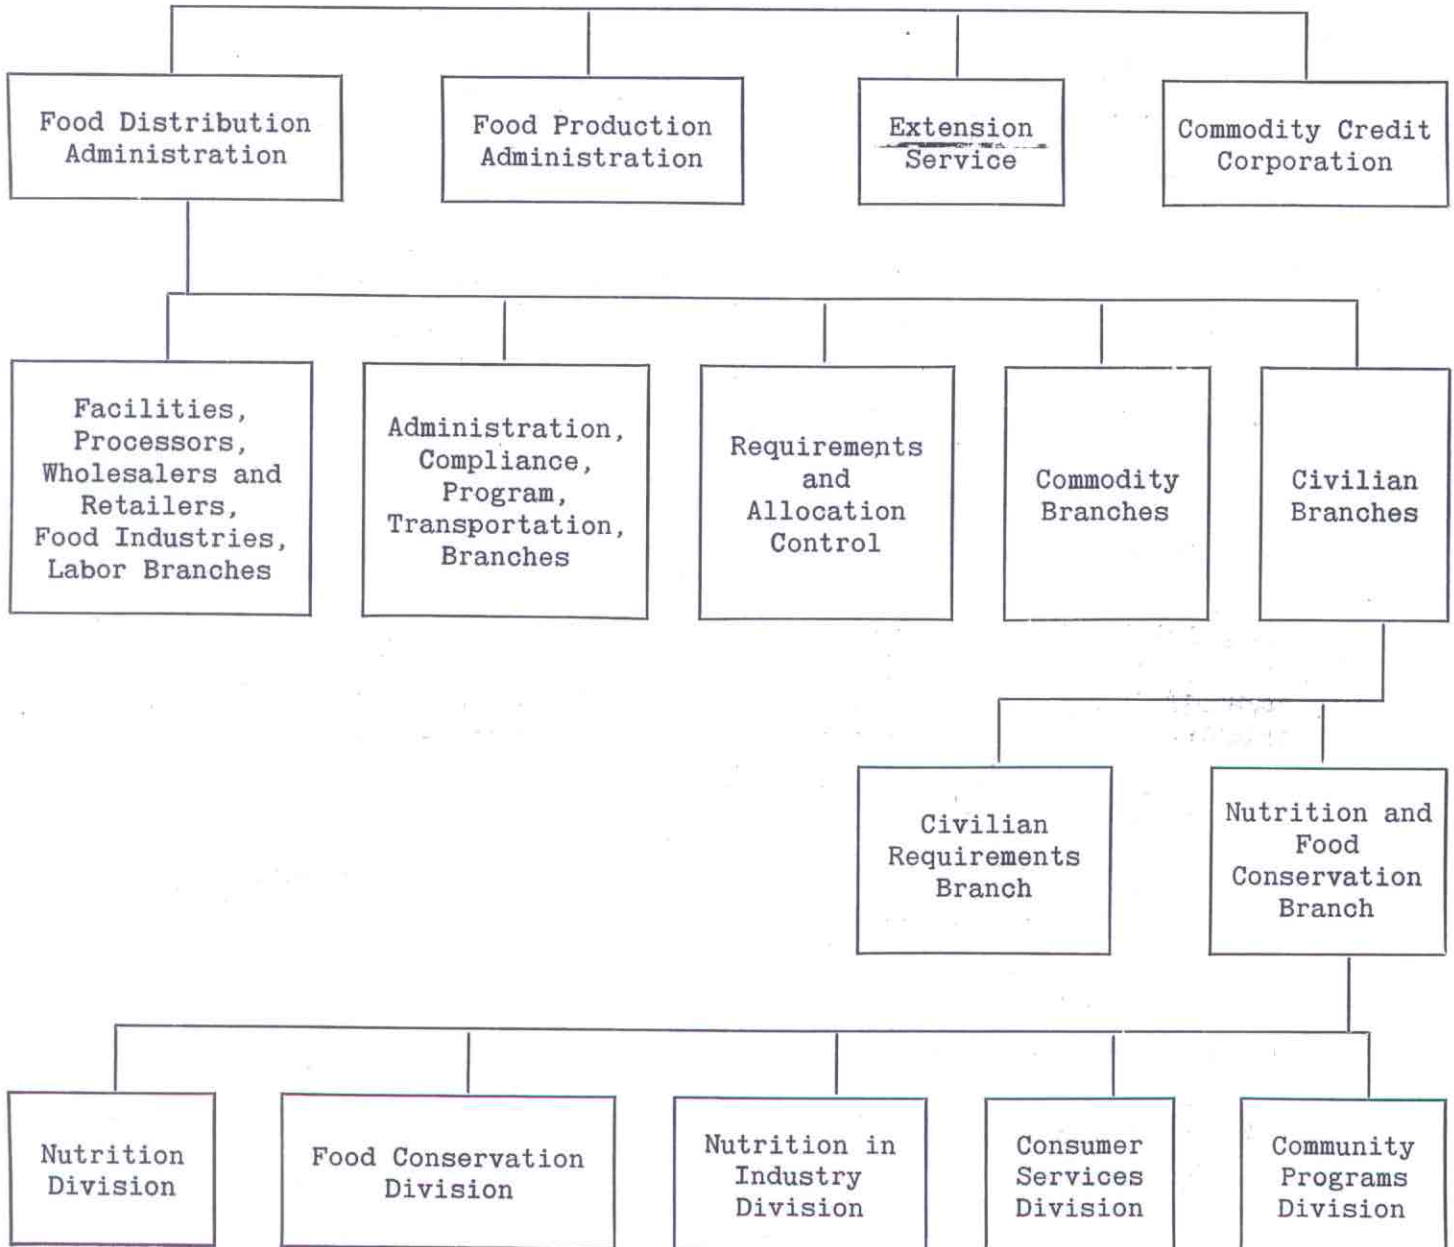 Food Distribution
Administration
Food Production
Administration
Extension
Service
Commodity Credit
Corporation
Facilities,
Processors,
Wholesalers and
Retailers,
Food Industries,
Labor Branches
Administration,
Compliance,
Program,
Transportation,
Branches
Requirements
and
Allocation
Control
Commodity
Branches
Civilian
Branches
Civilian
Requirements
Branch
Nutrition and
Food
Conservation
Branch
Nutrition
Division
Food Conservation
Division
Nutrition in
Industry
Division
Consumer
Services
Division
Community
Programs
Division